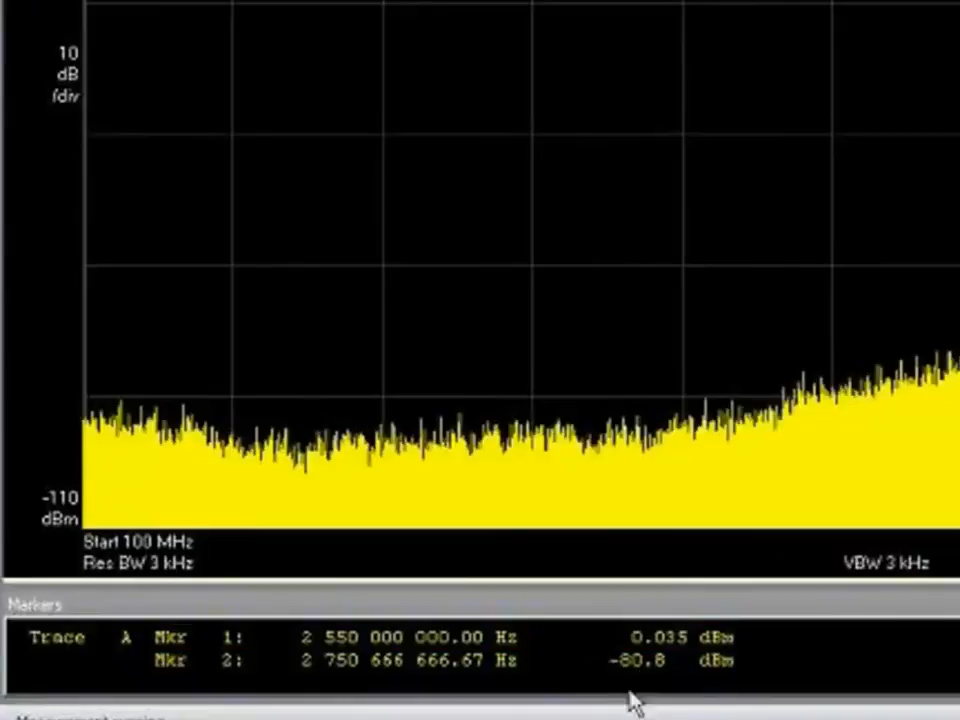 10
dB
/div
-110
dBm
Start 100 MHz
Res BW 3 kHz
VBW 3 kHz
Markers
Trace A Mkr 1: 2 550 000 000.00 Hz 0.035 dBm
Mkr 2: 2 750 666 666.67 Hz -80.8 dBm